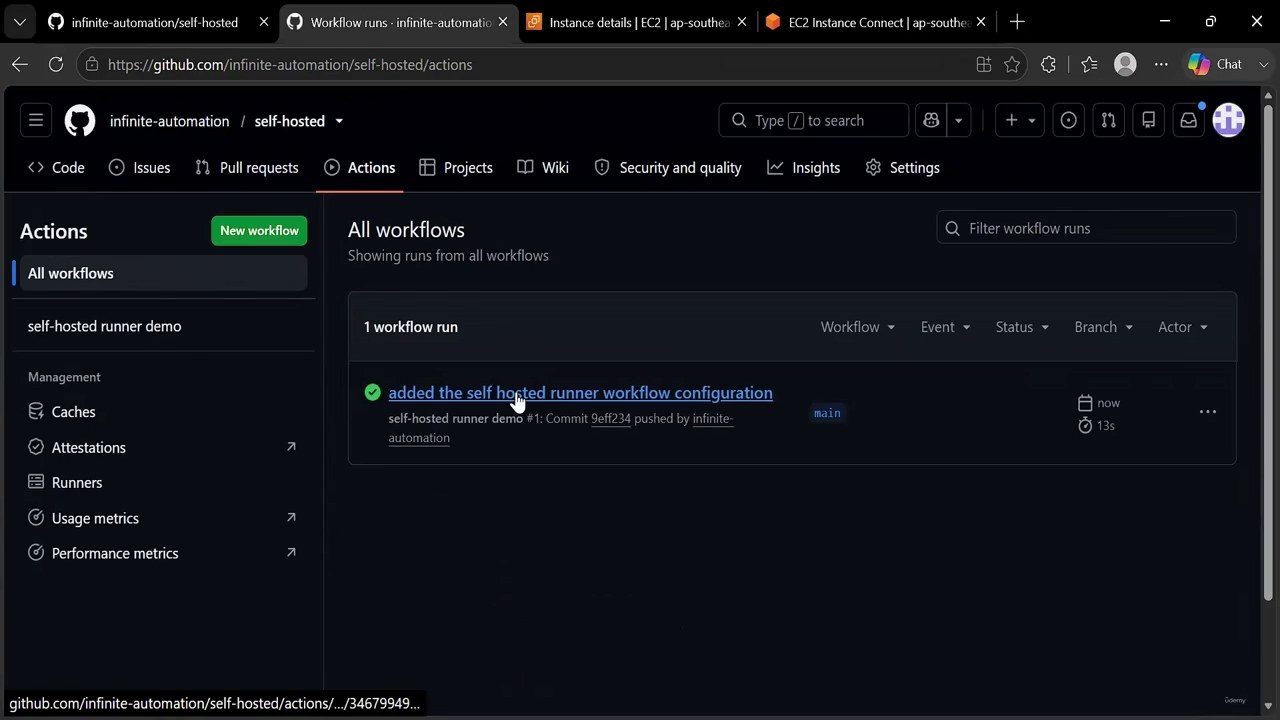 infinite-automation/self-hosted
Workflow runs · infinite-automatio
Instance details | EC2 | ap-southea
EC2 Instance Connect | ap-southe
https://github.com/infinite-automation/self-hosted/actions
Chat
infinite-automation / self-hosted
Type / to search
Code
Issues
Pull requests
Actions
Projects
Wiki
Security and quality
Insights
Settings
Actions
New workflow
All workflows
self-hosted runner demo
Management
Caches
Attestations
Runners
Usage metrics
Performance metrics
All workflows
Showing runs from all workflows
Filter workflow runs
1 workflow run
Workflow
Event
Status
Branch
Actor
added the self hosted runner workflow configuration
self-hosted runner demo #1: Commit 9eff234 pushed by infinite-
automation
main
now
13s
github.com/infinite-automation/self-hosted/actions/.../34679949...
Udemy